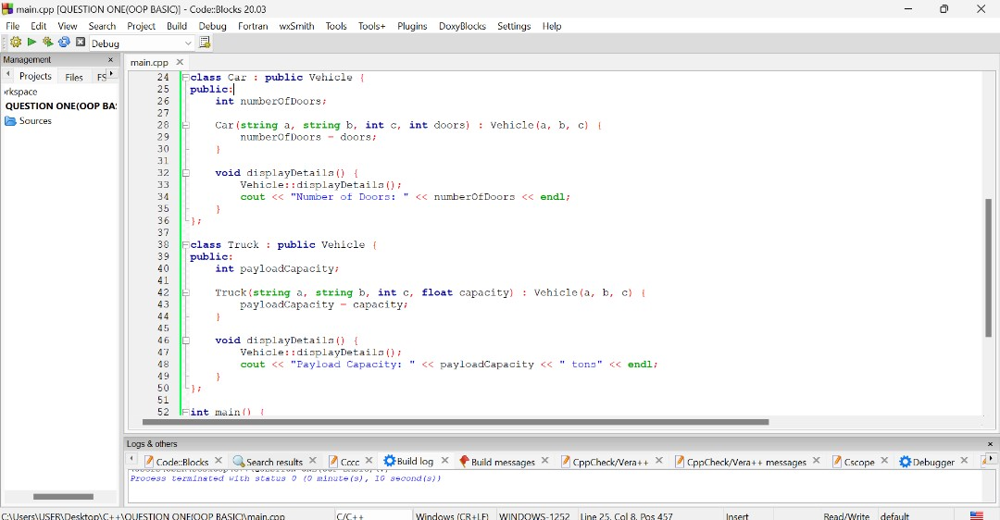 main.cpp [QUESTION ONE(OOP BASIC)] - Code::Blocks 20.03
File Edit View Search Project Build Debug Fortran wxSmith Tools Tools+ Plugins DoxyBlocks Settings Help
Debug
Management
Projects Files FS
rkspace
QUESTION ONE(OOP BA
Sources
main.cpp
24 class Car : public Vehicle {
25 public:
26 int numberOfDoors;
27
28 Car(string a, string b, int c, int doors) : Vehicle(a, b, c) {
29 numberOfDoors = doors;
30 }
31
32 void displayDetails() {
33 Vehicle::displayDetails();
34 cout << "Number of Doors: " << numberOfDoors << endl;
35 }
36 };
37
38 class Truck : public Vehicle {
39 public:
40 int payloadCapacity;
41
42 Truck(string a, string b, int c, float capacity) : Vehicle(a, b, c) {
43 payloadCapacity = capacity;
44 }
45
46 void displayDetails() {
47 Vehicle::displayDetails();
48 cout << "Payload Capacity: " << payloadCapacity << " tons" << endl;
49 }
50 };
51
52 int main() {
Logs & others
Code::Blocks Search results Cccc Build log Build messages CppCheck/Vera++ CppCheck/Vera++ messages Cscope Debugger
Process terminated with status 0 (0 minute(s), 10 second(s))
C:\Users\USER\Desktop\C++\QUESTION ONE(OOP BASIC)\main.cpp C/C++ Windows (CR+LF) WINDOWS-1252 Line 25, Col 8, Pos 457 Insert Read/Write default